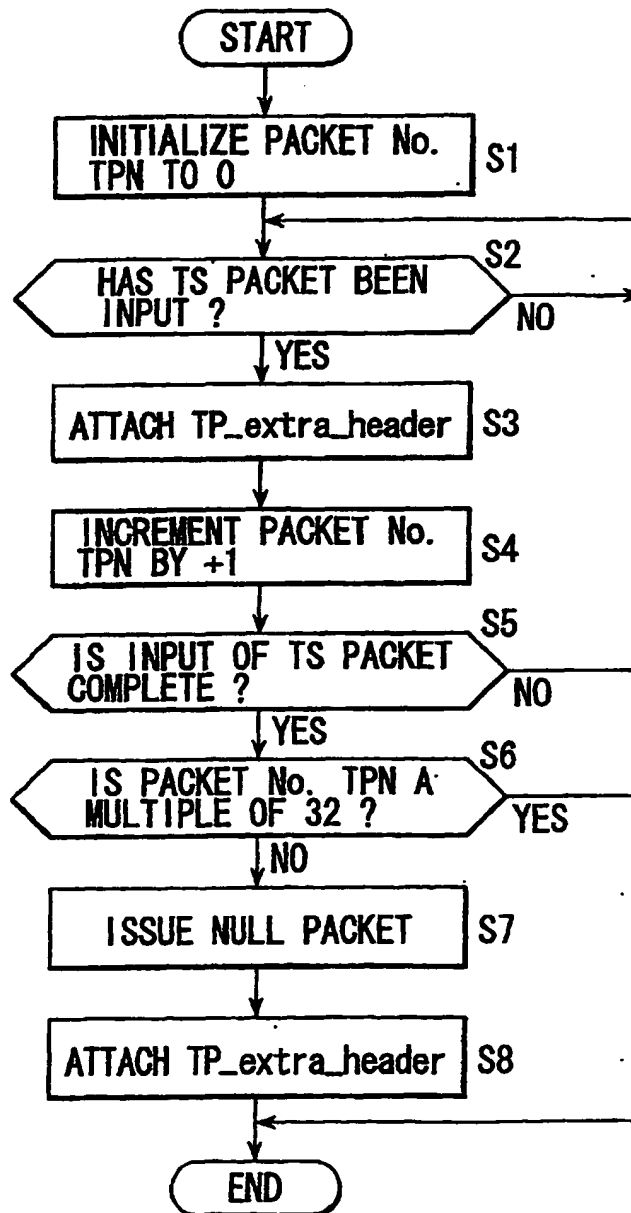 START
INITIALIZE PACKET No.
TPN TO 0
S1
S2
HAS TS PACKET BEEN
INPUT ?
NO
YES
ATTACH TP_extra_header
S3
INCREMENT PACKET No.
TPN BY +1
S4
S5
IS INPUT OF TS PACKET
COMPLETE ?
NO
YES
S6
IS PACKET No. TPN A
MULTIPLE OF 32 ?
YES
NO
ISSUE NULL PACKET
S7
ATTACH TP_extra_header
S8
END